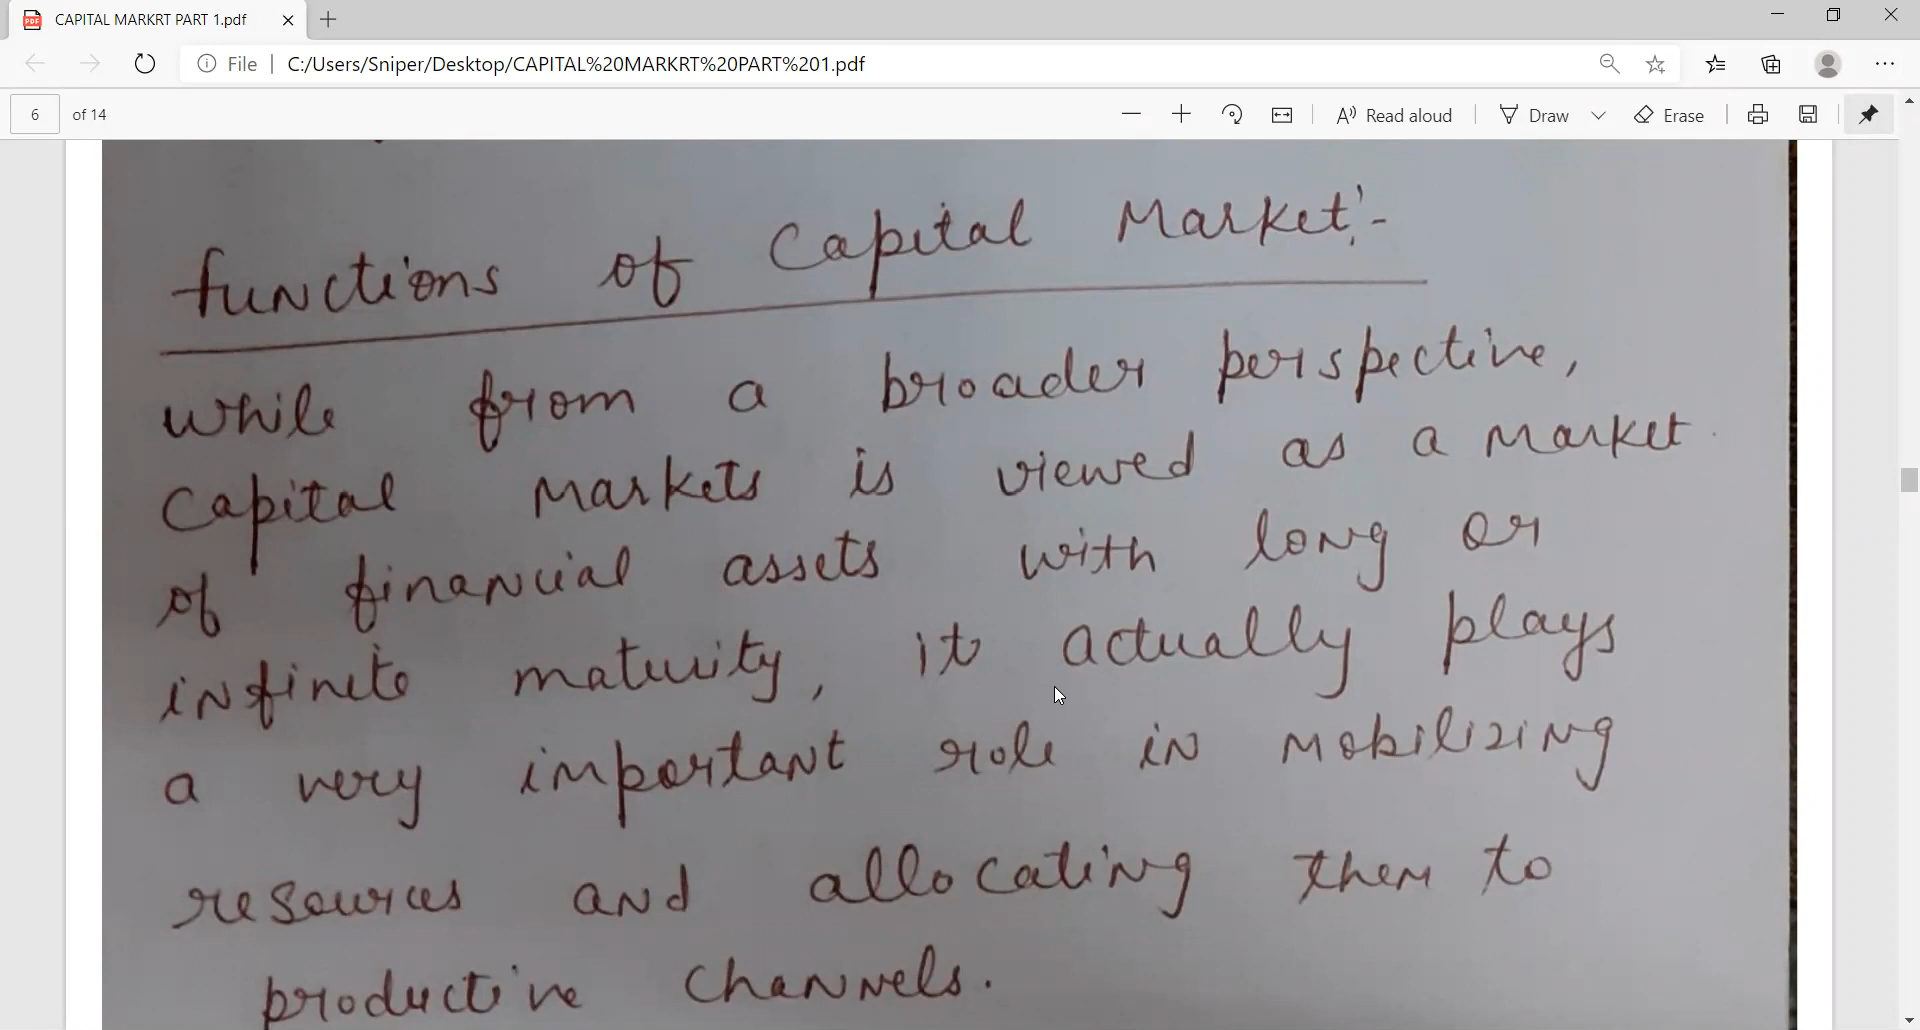 CAPITAL MARKRT PART 1.pdf
File | C:/Users/Sniper/Desktop/CAPITAL%20MARKRT%20PART%201.pdf
6 of 14 Read aloud Draw Erase
functions of Capital Market:-
while from a broader perspective,
Capital Markets is viewed as a Market
of financial assets with long or
infinite maturity, it actually plays
a very important role in Mobilizing
resources and allocating them to
productive channels.